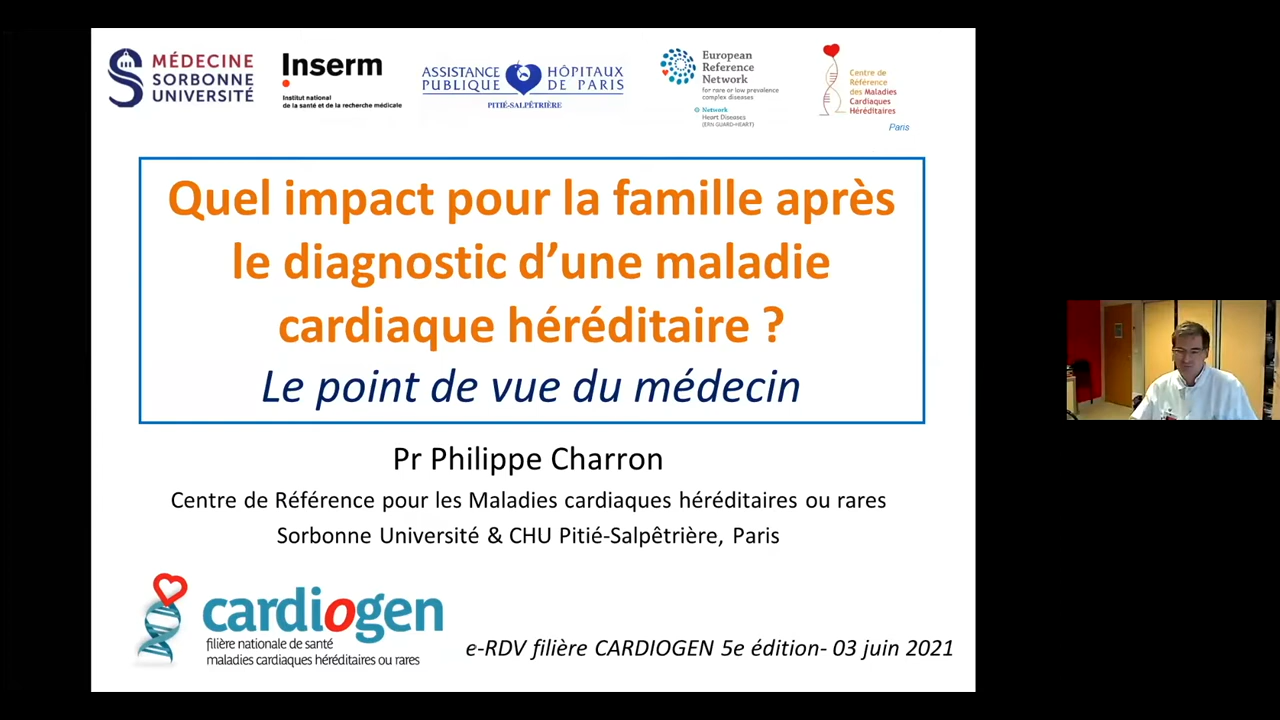 MÉDECINE
SORBONNE
UNIVERSITÉ
Inserm
Institut national
de la santé et de la recherche médicale
ASSISTANCE HÔPITAUX
PUBLIQUE DE PARIS
PITIÉ-SALPÊTRIÈRE
European
Reference
Network
for rare or low prevalence
complex diseases
Network
Heart Diseases
(ERN GUARD-HEART)
Centre de
Référence
des Maladies
Cardiaques
Héréditaires
Paris
Quel impact pour la famille après
le diagnostic d’une maladie
cardiaque héréditaire ?
Le point de vue du médecin
Pr Philippe Charron
Centre de Référence pour les Maladies cardiaques héréditaires ou rares
Sorbonne Université & CHU Pitié-Salpêtrière, Paris
cardiogen
filière nationale de santé
maladies cardiaques héréditaires ou rares
e-RDV filière CARDIOGEN 5e édition- 03 juin 2021